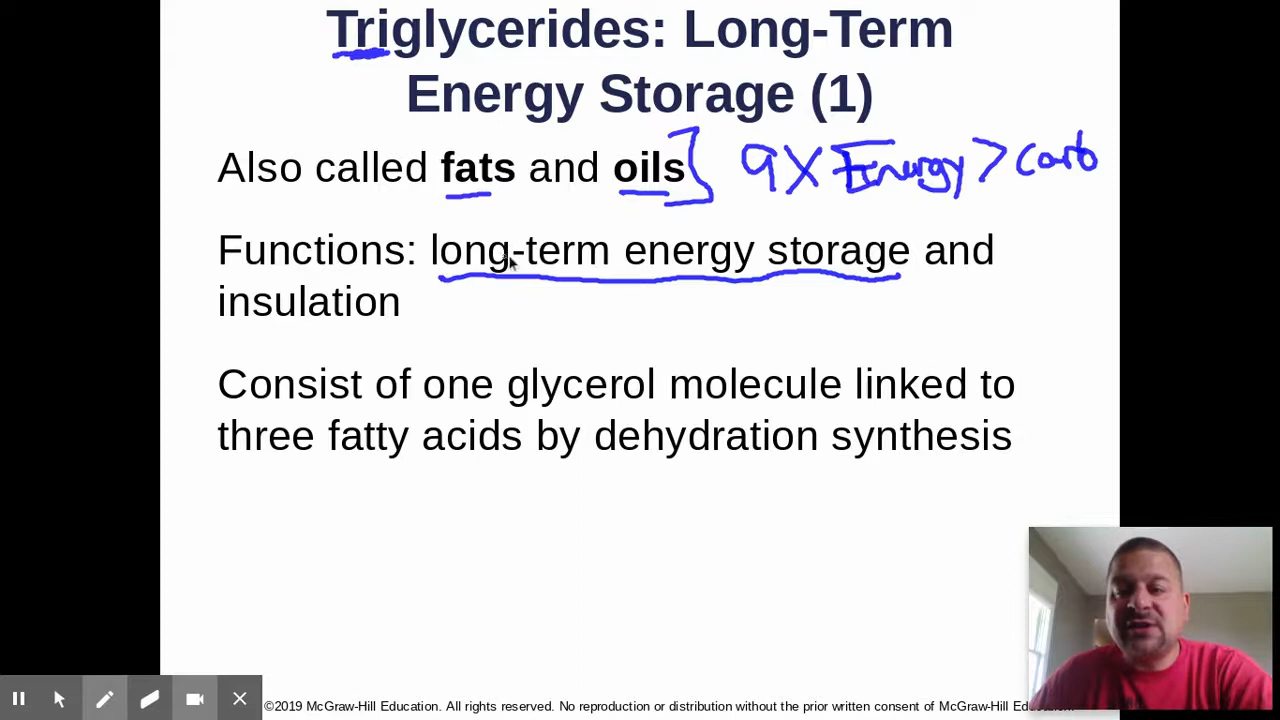 Triglycerides: Long-Term
Energy Storage (1)
Also called fats and oils 9X Energy > carb
Functions: long-term energy storage and
insulation
Consist of one glycerol molecule linked to
three fatty acids by dehydration synthesis
©2019 McGraw-Hill Education. All rights reserved. No reproduction or distribution without the prior written consent of McGraw-Hill Education.